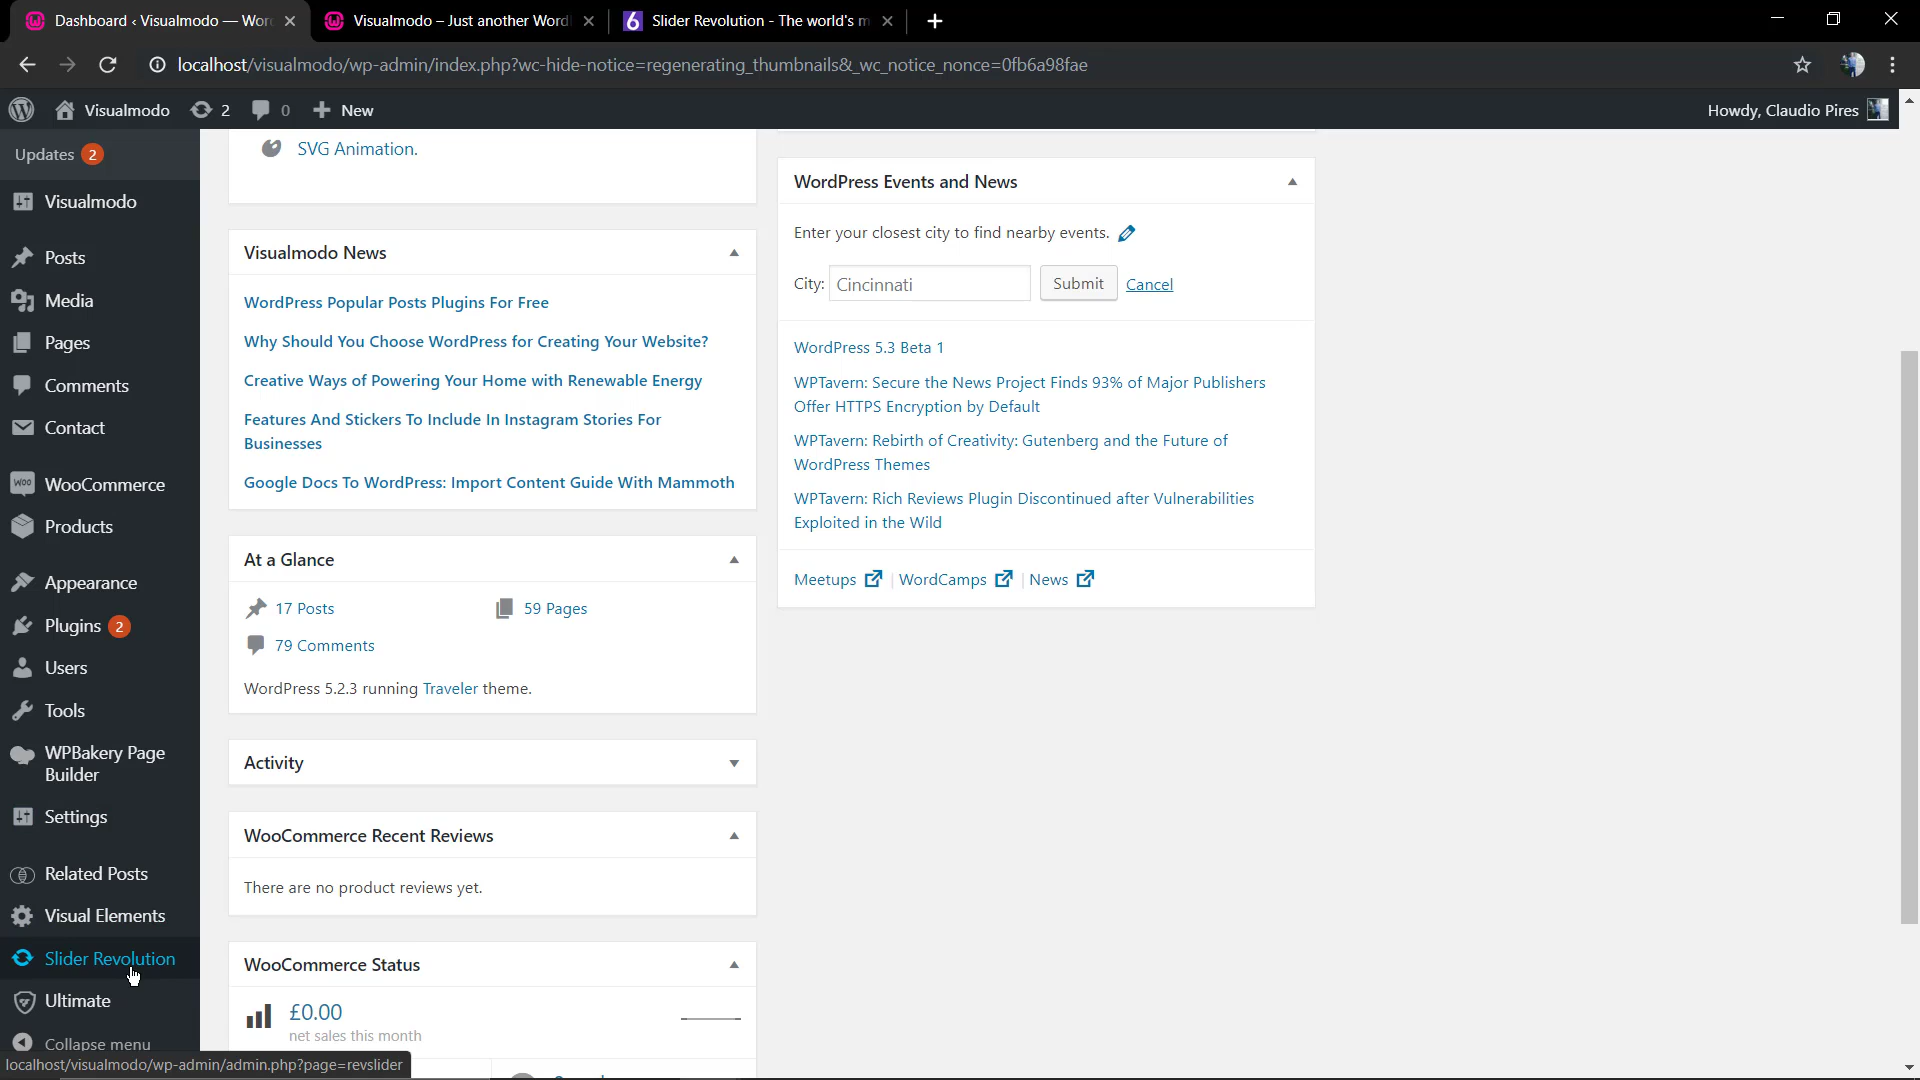 Dashboard ‹ Visualmodo — Wor
Visualmodo – Just another Word
Slider Revolution - The world's m
localhost/visualmodo/wp-admin/index.php?wc-hide-notice=regenerating_thumbnails&_wc_notice_nonce=0fb6a98fae
Visualmodo
2
0
New
Howdy, Claudio Pires
Updates 2
Visualmodo
Posts
Media
Pages
Comments
Contact
WooCommerce
Products
Appearance
Plugins 2
Users
Tools
WPBakery Page
Builder
Settings
Related Posts
Visual Elements
Slider Revolution
Ultimate
Collapse menu
localhost/visualmodo/wp-admin/admin.php?page=revslider
SVG Animation.
Visualmodo News
WordPress Popular Posts Plugins For Free
Why Should You Choose WordPress for Creating Your Website?
Creative Ways of Powering Your Home with Renewable Energy
Features And Stickers To Include In Instagram Stories For
Businesses
Google Docs To WordPress: Import Content Guide With Mammoth
At a Glance
17 Posts
59 Pages
79 Comments
WordPress 5.2.3 running Traveler theme.
Activity
WooCommerce Recent Reviews
There are no product reviews yet.
WooCommerce Status
£0.00
net sales this month
WordPress Events and News
Enter your closest city to find nearby events.
City: Cincinnati Submit Cancel
WordPress 5.3 Beta 1
WPTavern: Secure the News Project Finds 93% of Major Publishers
Offer HTTPS Encryption by Default
WPTavern: Rebirth of Creativity: Gutenberg and the Future of
WordPress Themes
WPTavern: Rich Reviews Plugin Discontinued after Vulnerabilities
Exploited in the Wild
Meetups | WordCamps | News